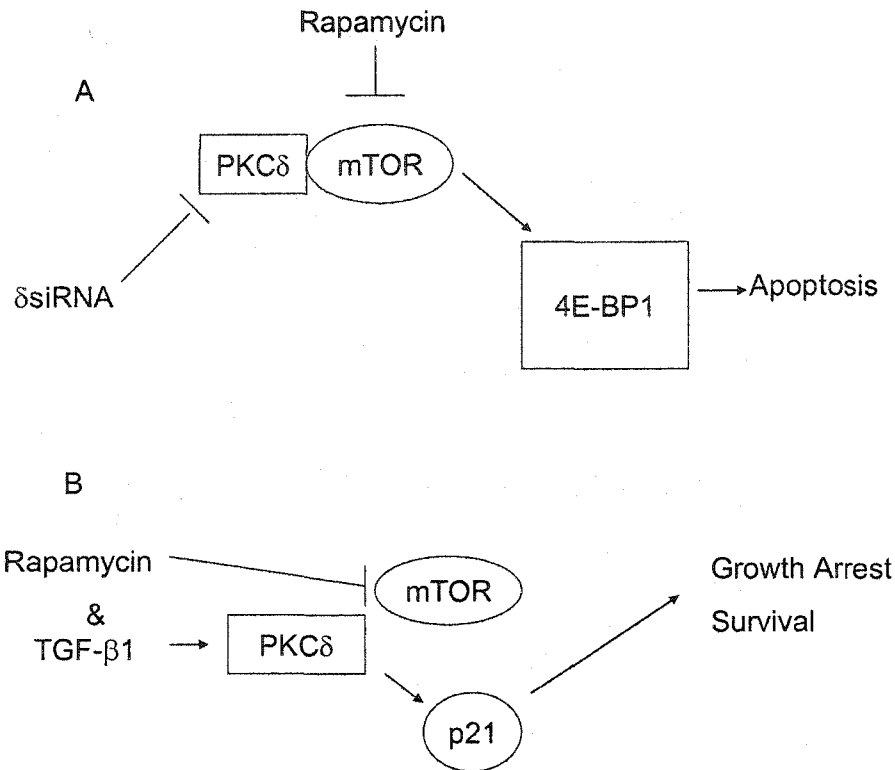 Rapamycin
A
PKCδ
mTOR
δsiRNA
4E-BP1
Apoptosis
B
Rapamycin
mTOR
Growth Arrest
&
Survival
TGF-β1
PKCδ
p21